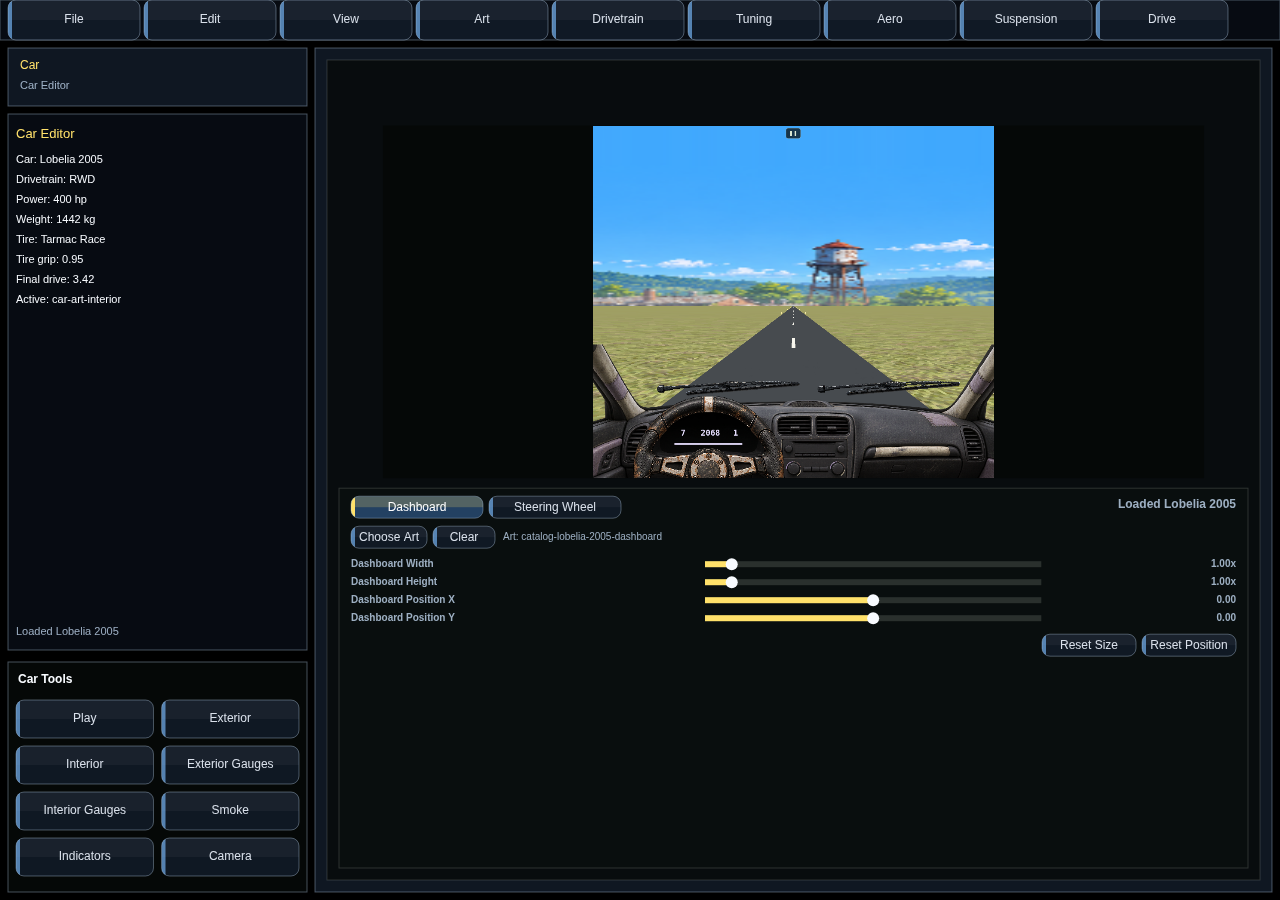 File Edit View Art Drivetrain Tuning Aero Suspension Drive
Car
Car Editor
Car Editor
Car: Lobelia 2005
Drivetrain: RWD
Power: 400 hp
Weight: 1442 kg
Tire: Tarmac Race
Tire grip: 0.95
Final drive: 3.42
Active: car-art-interior
Loaded Lobelia 2005
Car Tools
Play Exterior
Interior Exterior Gauges
Interior Gauges Smoke
Indicators Camera
7 2068 1
Dashboard Steering Wheel Loaded Lobelia 2005
Choose Art Clear Art: catalog-lobelia-2005-dashboard
Dashboard Width 1.00x
Dashboard Height 1.00x
Dashboard Position X 0.00
Dashboard Position Y 0.00
Reset Size Reset Position